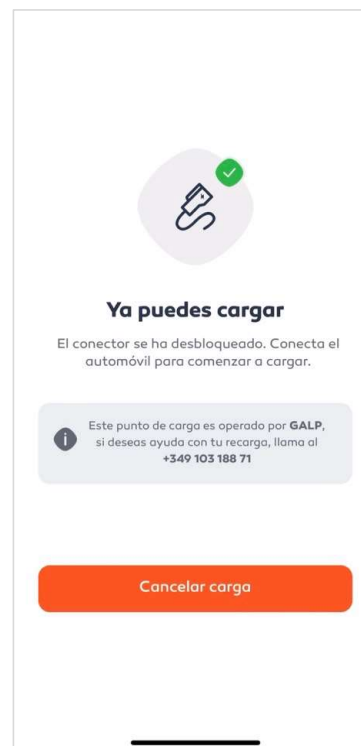 Ya puedes cargar
El conector se ha desbloqueado. Conecta el
automóvil para comenzar a cargar.
Este punto de carga es operado por GALP,
si deseas ayuda con tu recarga, llama al
+349 103 188 71
Cancelar carga